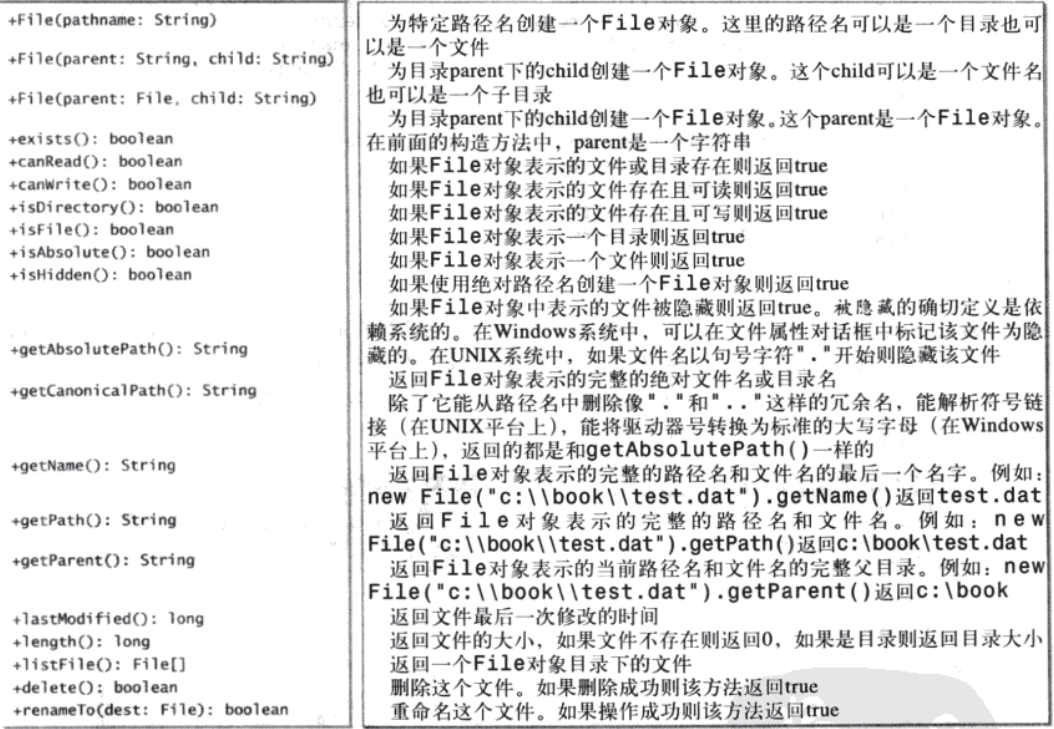 +File(pathname: String)
+File(parent: String, child: String)
+File(parent: File, child: String)
+exists(): boolean
+canRead(): boolean
+canWrite(): boolean
+isDirectory(): boolean
+isFile(): boolean
+isAbsolute(): boolean
+isHidden(): boolean
+getAbsolutePath(): String
+getCanonicalPath(): String
+getName(): String
+getPath(): String
+getParent(): String
+lastModified(): long
+length(): long
+listFile(): File[]
+delete(): boolean
+renameTo(dest: File): boolean
为特定路径名创建一个File对象。这里的路径名可以是一个目录也可
以是一个文件
为目录parent下的child创建一个File对象。这个child可以是一个文件名
也可以是一个子目录
为目录parent下的child创建一个File对象。这个parent是一个File对象。
在前面的构造方法中，parent是一个字符串
如果File对象表示的文件或目录存在则返回true
如果File对象表示的文件存在且可读则返回true
如果File对象表示的文件存在且可写则返回true
如果File对象表示一个目录则返回true
如果File对象表示一个文件则返回true
如果使用绝对路径名创建一个File对象则返回true
如果File对象中表示的文件被隐藏则返回true。被隐藏的确切定义是依
赖系统的。在Windows系统中，可以在文件属性对话框中标记该文件为隐
藏的。在UNIX系统中，如果文件名以句号字符"."开始则隐藏该文件
返回File对象表示的完整的绝对文件名或目录名
除了它能从路径名中删除像"."和".."这样的冗余名，能解析符号链
接（在UNIX平台上），能将驱动器号转换为标准的大写字母（在Windows
平台上），返回的都是和getAbsolutePath()一样的
返回File对象表示的完整的路径名和文件名的最后一个名字。例如：
new File("c:\\book\\test.dat").getName()返回test.dat
返回File对象表示的完整的路径名和文件名。例如：new
File("c:\\book\\test.dat").getPath()返回c:\book\test.dat
返回File对象表示的当前路径名和文件名的完整父目录。例如：new
File("c:\\book\\test.dat").getParent()返回c:\book
返回文件最后一次修改的时间
返回文件的大小，如果文件不存在则返回0，如果是目录则返回目录大小
返回一个File对象目录下的文件
删除这个文件。如果删除成功则该方法返回true
重命名这个文件。如果操作成功则该方法返回true